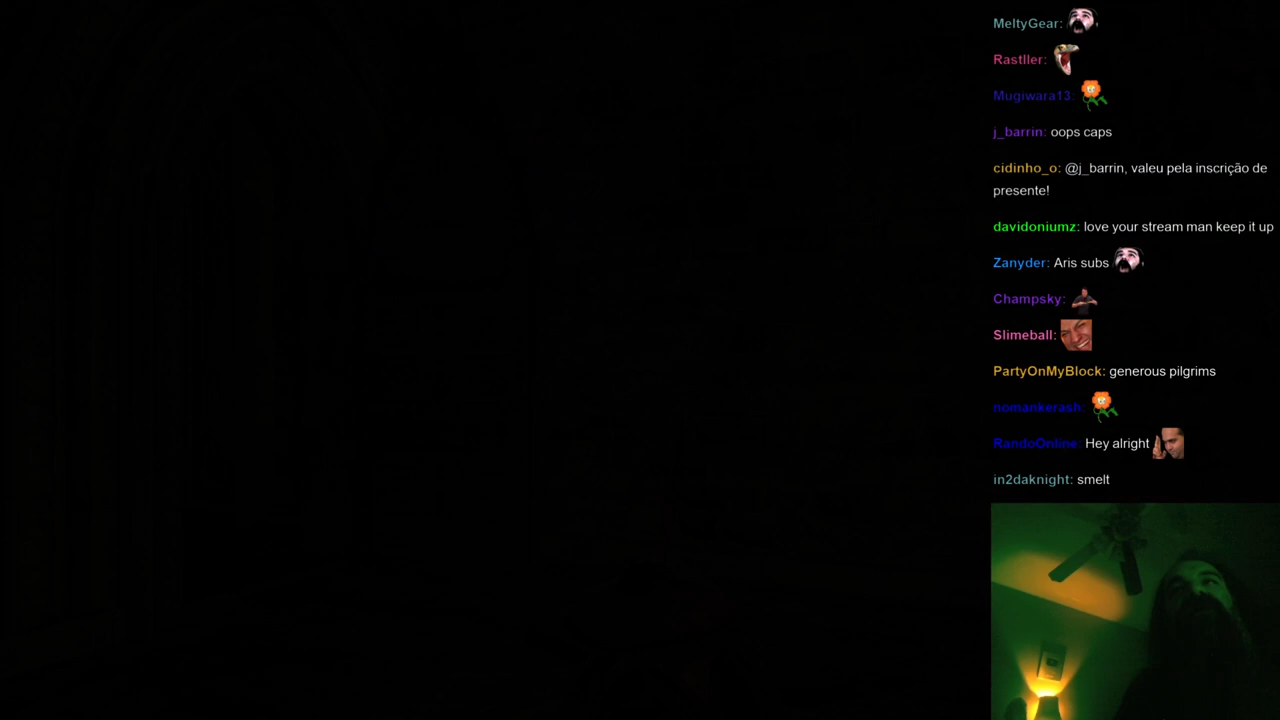 MeltyGear:
Rastller:
Mugiwara13:
j_barrin: oops caps
cidinho_o: @j_barrin, valeu pela inscrição de
presente!
davidoniumz: love your stream man keep it up
Zanyder: Aris subs
Champsky:
Slimeball:
PartyOnMyBlock: generous pilgrims
nomankerash:
RandoOnline: Hey alright
in2daknight: smelt